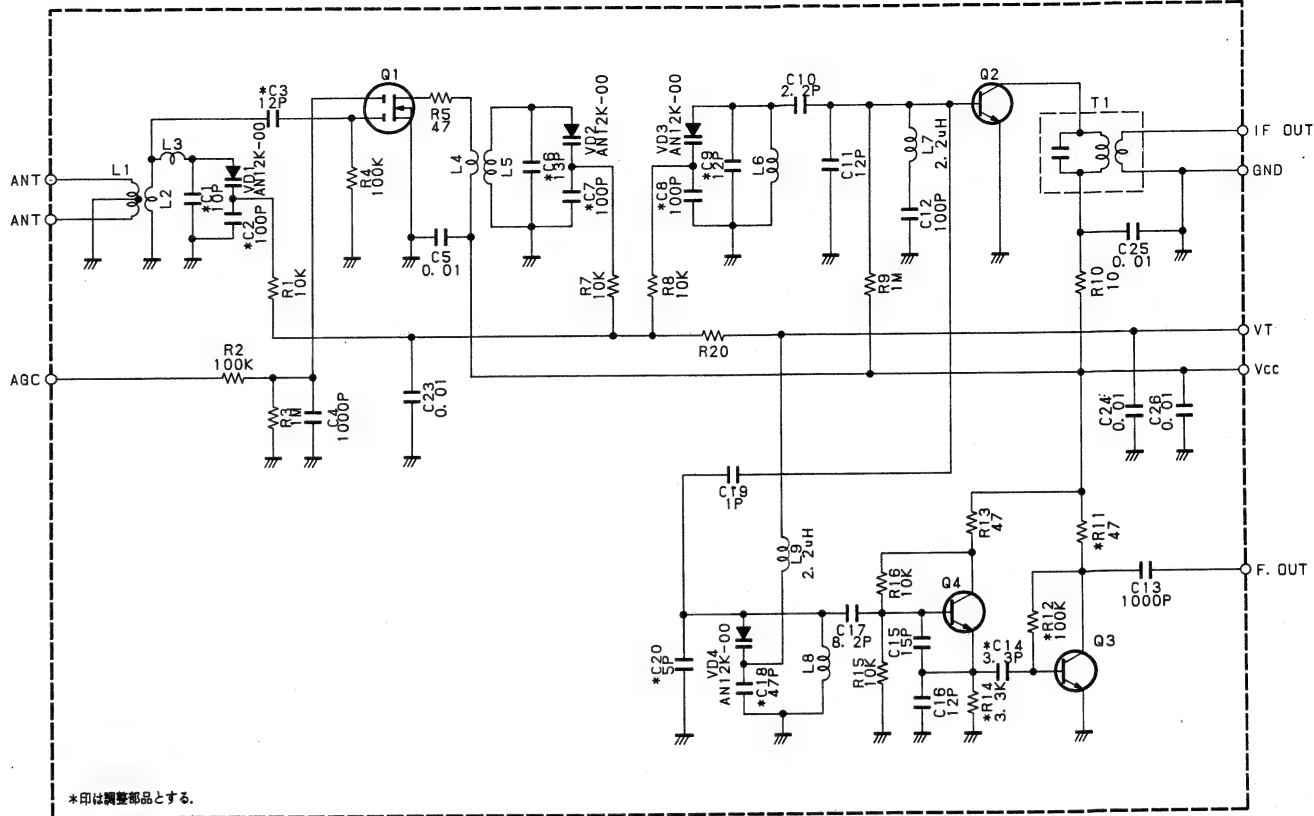 Q1
Q2
Q3
Q4
*C3
12P
L3
L1
L2
*C1
10P
VD1
AN12K-00
*C2
100P
ANT
ANT
R5
47
R4
100K
L4
L5
*C6
13P
VD2
AN12K-00
*C7
100P
C5
0.01
R1
10K
R7
10K
R8
10K
VD3
AN12K-00
*C8
100P
*C9
12P
L6
C10
2.2P
C11
12P
L7
2.2uH
C12
100P
R9
1M
T1
IF OUT
GND
C25
0.01
R10
10
VT
Vcc
R20
R2
100K
AGC
R3
1M
C4
1000P
C23
0.01
C24
0.01
C26
0.01
C19
1P
L9
2.2uH
R13
47
*R11
47
R16
10K
C13
1000P
F.OUT
*R12
100K
*C20
5P
VD4
AN12K-00
*C18
47P
L8
C17
8.2P
R15
10K
C15
15P
C16
12P
*C14
3.3P
*R14
3.3K
*印は調整部品とする.